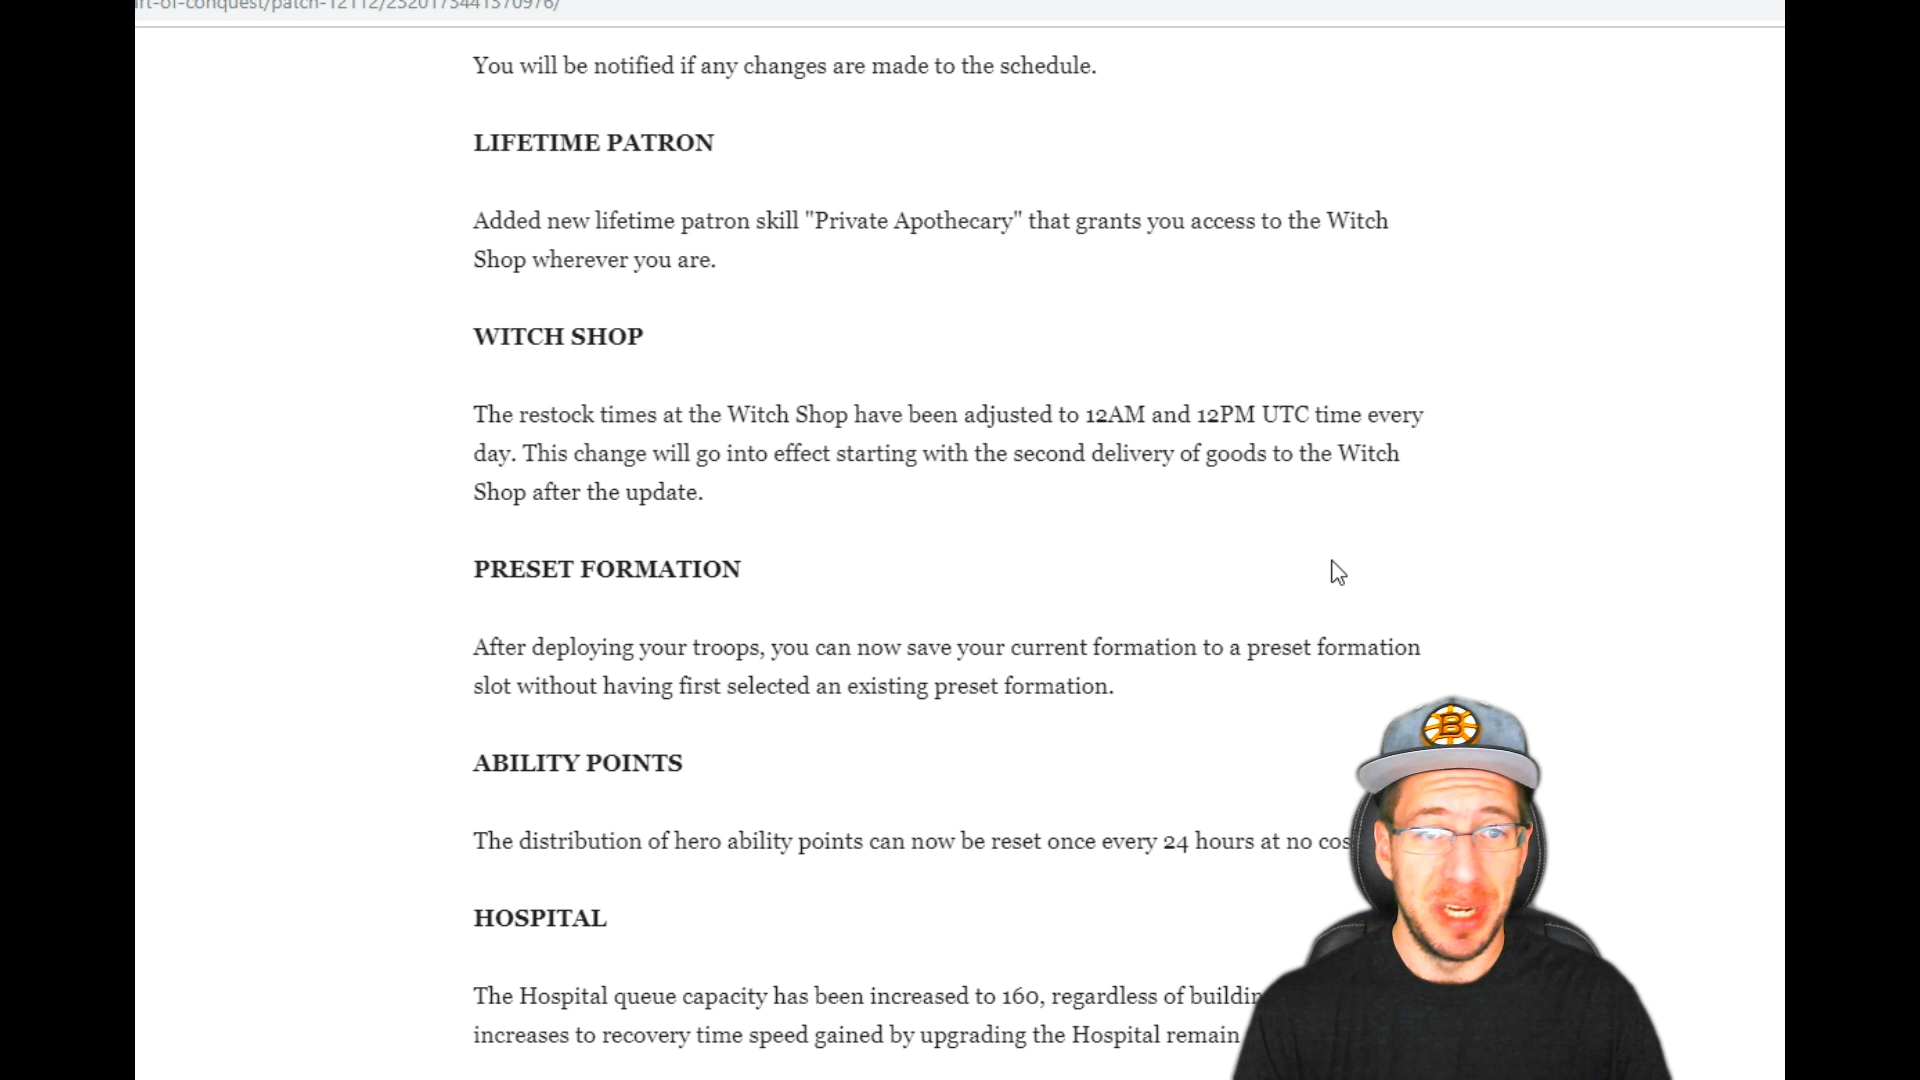 rt-of-conquest/patch-12112/2320173441370976/
You will be notified if any changes are made to the schedule.
LIFETIME PATRON
Added new lifetime patron skill "Private Apothecary" that grants you access to the Witch
Shop wherever you are.
WITCH SHOP
The restock times at the Witch Shop have been adjusted to 12AM and 12PM UTC time every
day. This change will go into effect starting with the second delivery of goods to the Witch
Shop after the update.
PRESET FORMATION
After deploying your troops, you can now save your current formation to a preset formation
slot without having first selected an existing preset formation.
ABILITY POINTS
The distribution of hero ability points can now be reset once every 24 hours at no cos
HOSPITAL
The Hospital queue capacity has been increased to 160, regardless of buildin
increases to recovery time speed gained by upgrading the Hospital remain
B